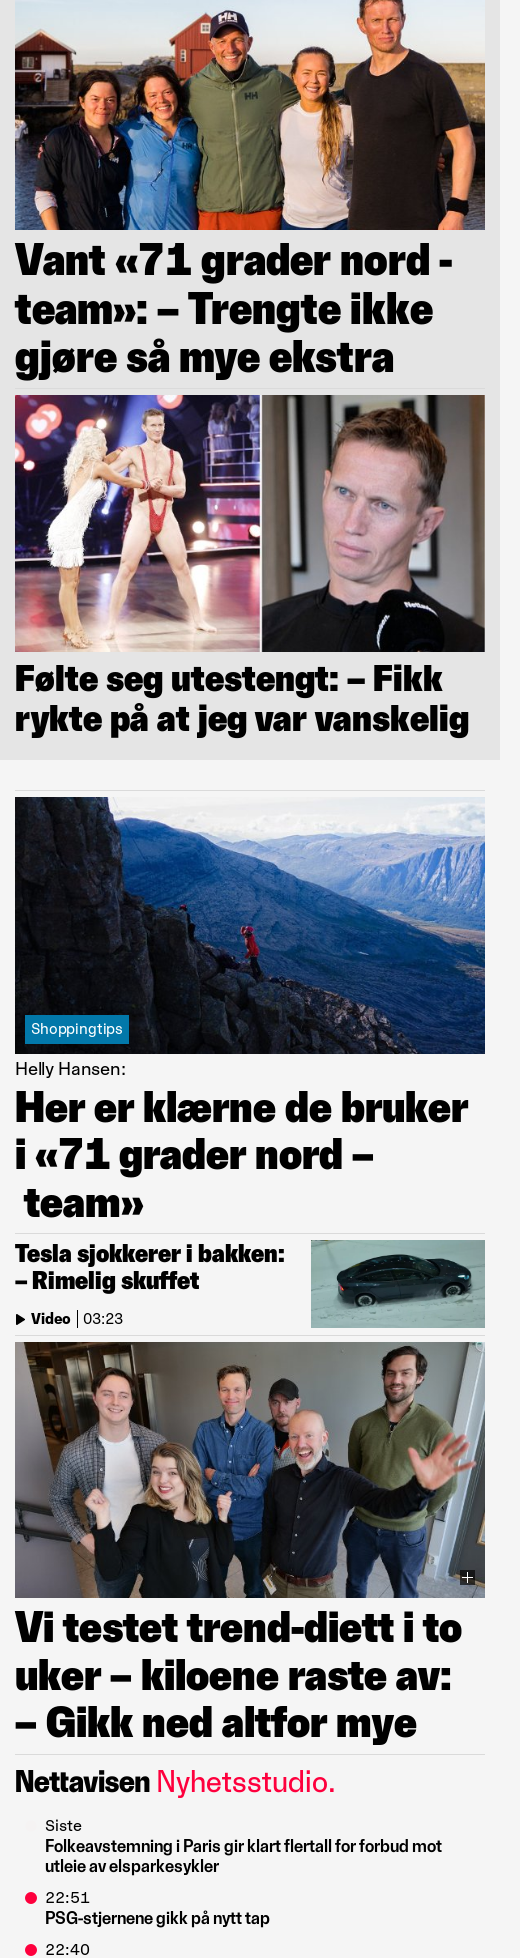 HH
HH
2
Vant «71 grader nord -
team»: – Trengte ikke
gjøre så mye ekstra
Følte seg utestengt: – Fikk
rykte på at jeg var vanskelig
Shoppingtips
Helly Hansen:
Her er klærne de bruker
i «71 grader nord –
team»
Tesla sjokkerer i bakken:
– Rimelig skuffet
Video | 03:23
Vi testet trend-diett i to
uker – kiloene raste av:
– Gikk ned altfor mye
Nettavisen Nyhetsstudio.
Siste
Folkeavstemning i Paris gir klart flertall for forbud mot
utleie av elsparkesykler
22:51
PSG-stjernene gikk på nytt tap
22:40